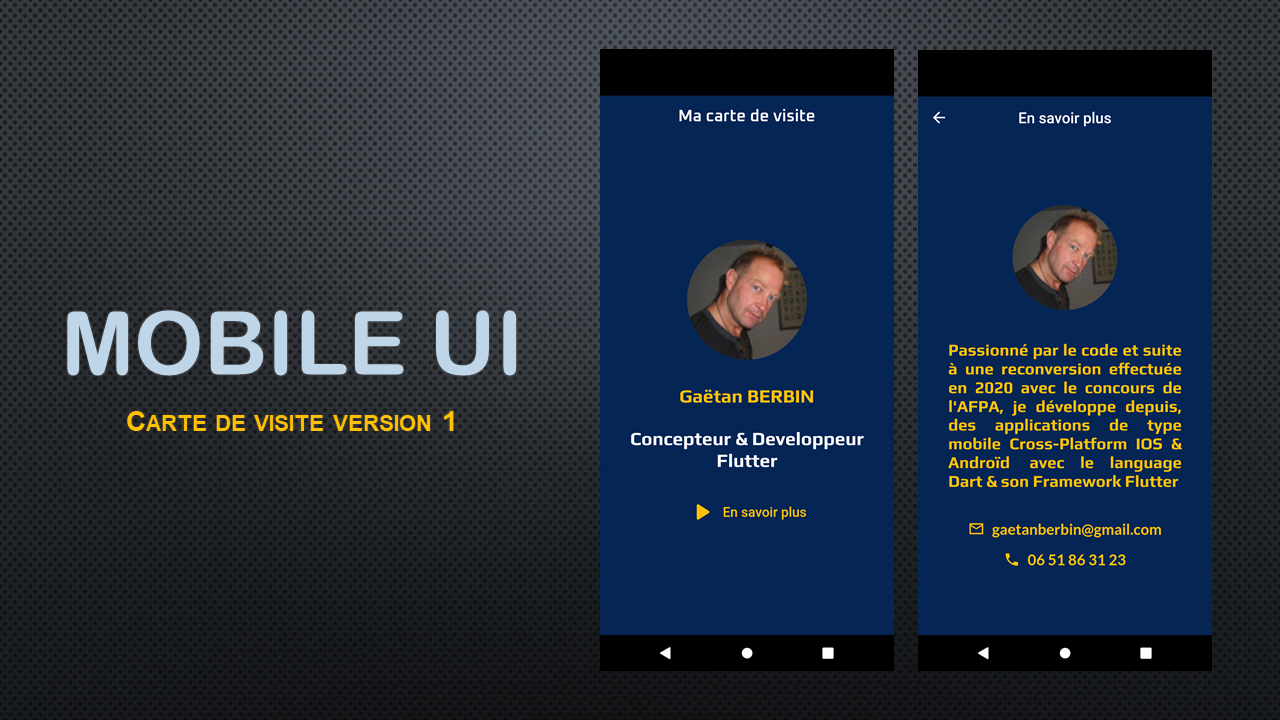 MOBILE UI
CARTE DE VISITE VERSION 1
Ma carte de visite
Gaëtan BERBIN
Concepteur & Developpeur
Flutter
En savoir plus
En savoir plus
Passionné par le code et suite
à une reconversion effectuée
en 2020 avec le concours de
l'AFPA, je développe depuis,
des applications de type
mobile Cross-Platform IOS &
Androïd avec le language
Dart & son Framework Flutter
gaetanberbin@gmail.com
06 51 86 31 23